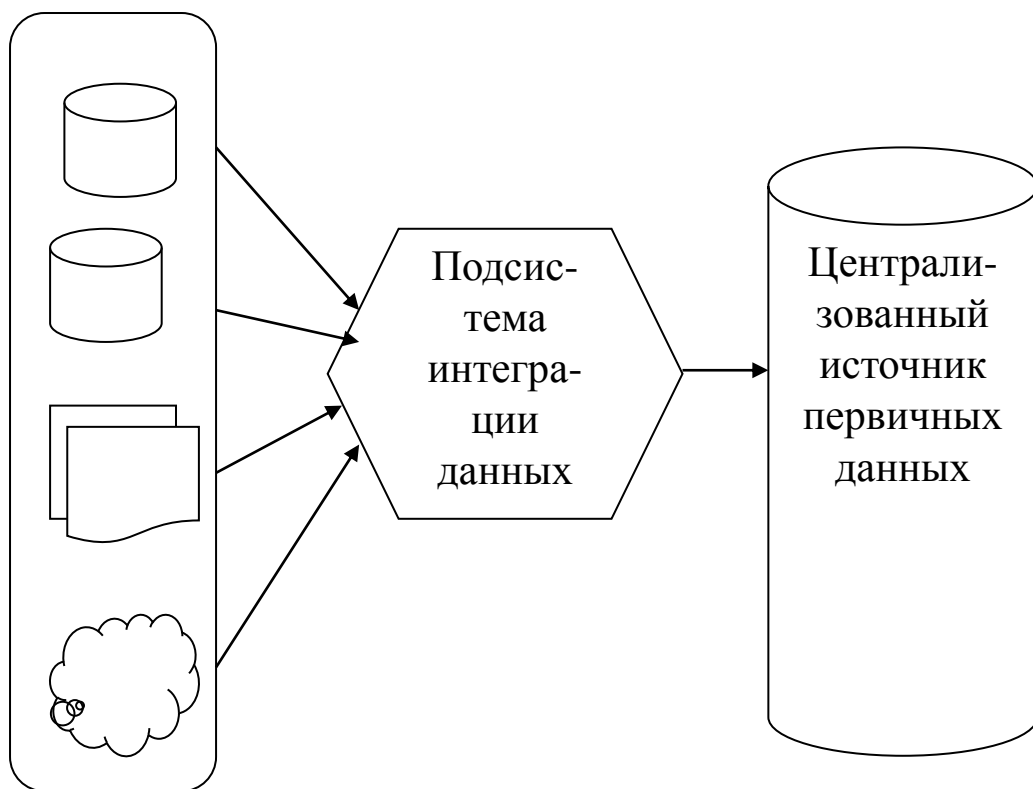 Подсис-
тема
интегра-
ции
данных
Централи-
зованный
источник
первичных
данных